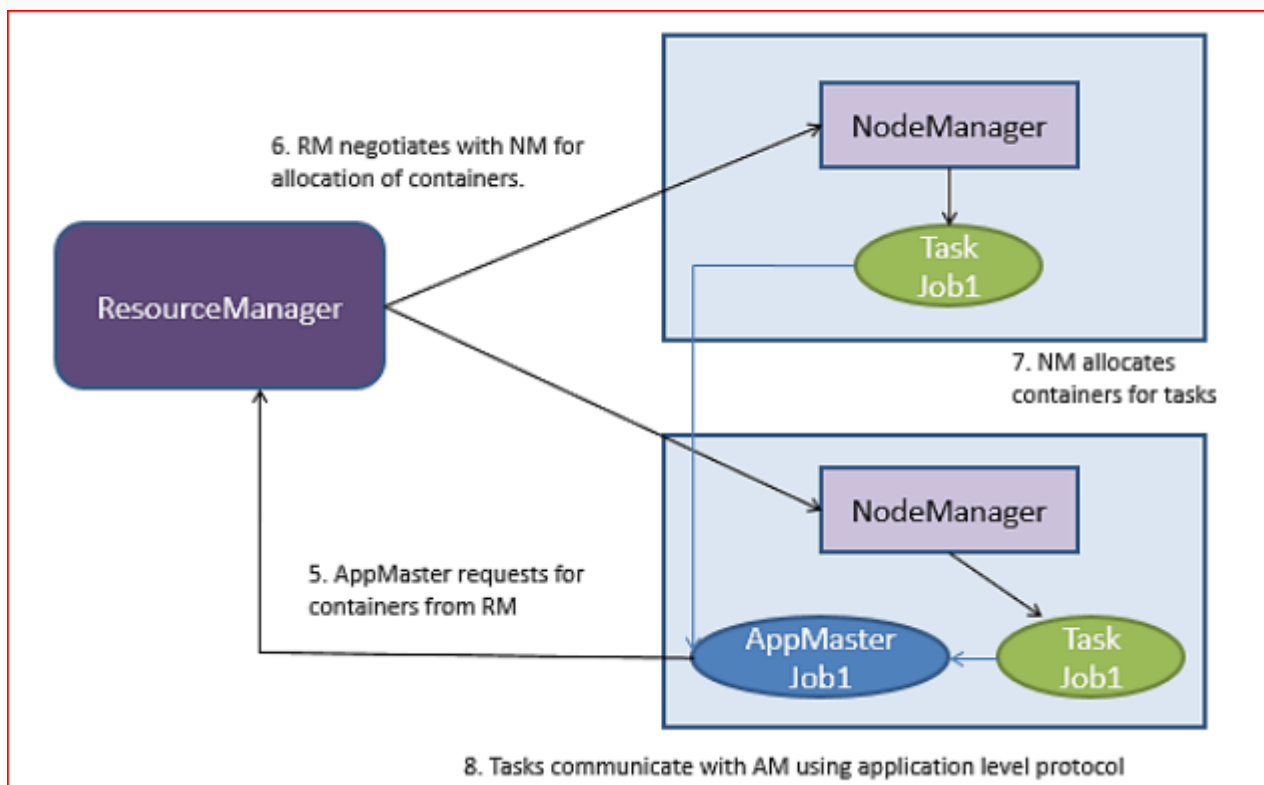 NodeManager
6. RM negotiates with NM for
allocation of containers.
Task
Job1
ResourceManager
7. NM allocates
containers for tasks
NodeManager
5. AppMaster requests for
containers from RM
AppMaster
Job1
Task
Job1
8. Tasks communicate with AM using application level protocol